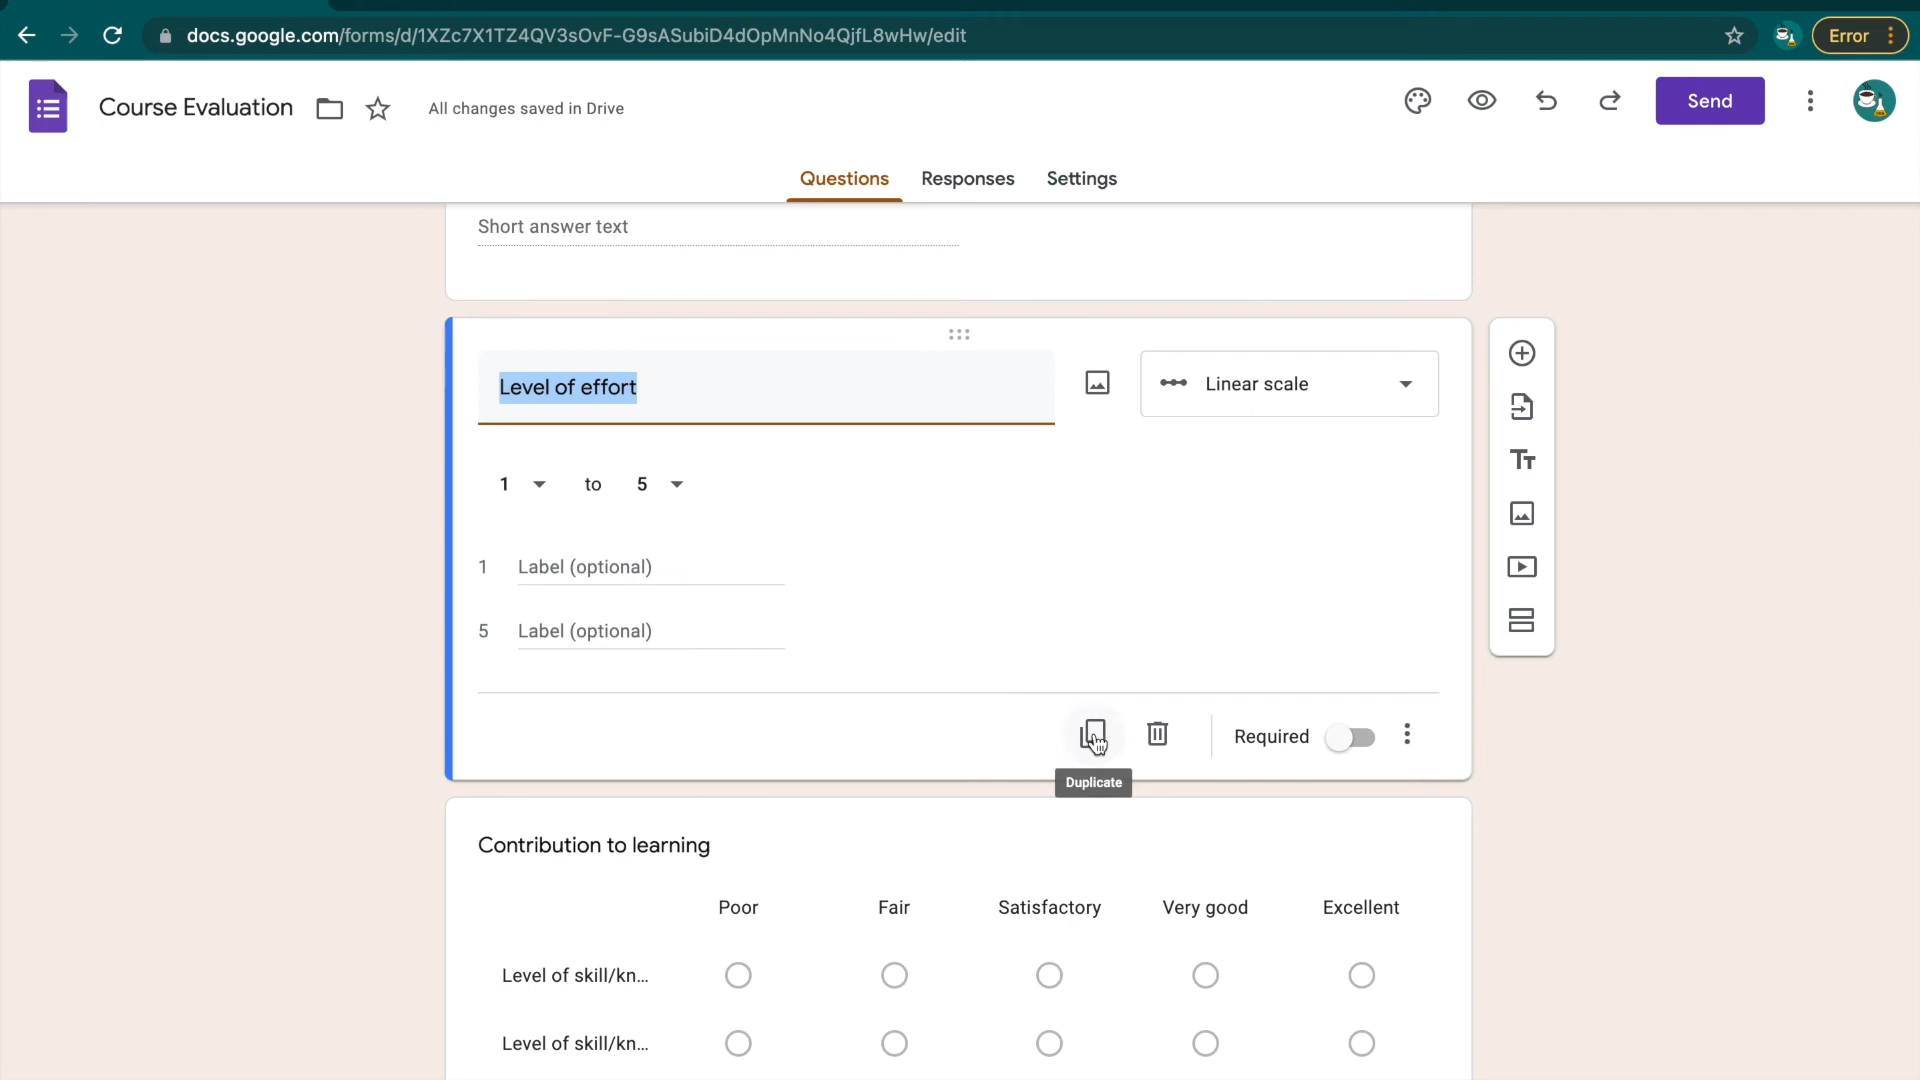 docs.google.com/forms/d/1XZc7X1TZ4QV3sOvF-G9sASubiD4dOpMnNo4QjfL8wHw/edit
Error
Course Evaluation
All changes saved in Drive
Send
Questions Responses Settings
Short answer text
Level of effort
Linear scale
1 to 5
1 Label (optional)
5 Label (optional)
Required
Duplicate
Contribution to learning
Poor Fair Satisfactory Very good Excellent
Level of skill/kn...
Level of skill/kn...